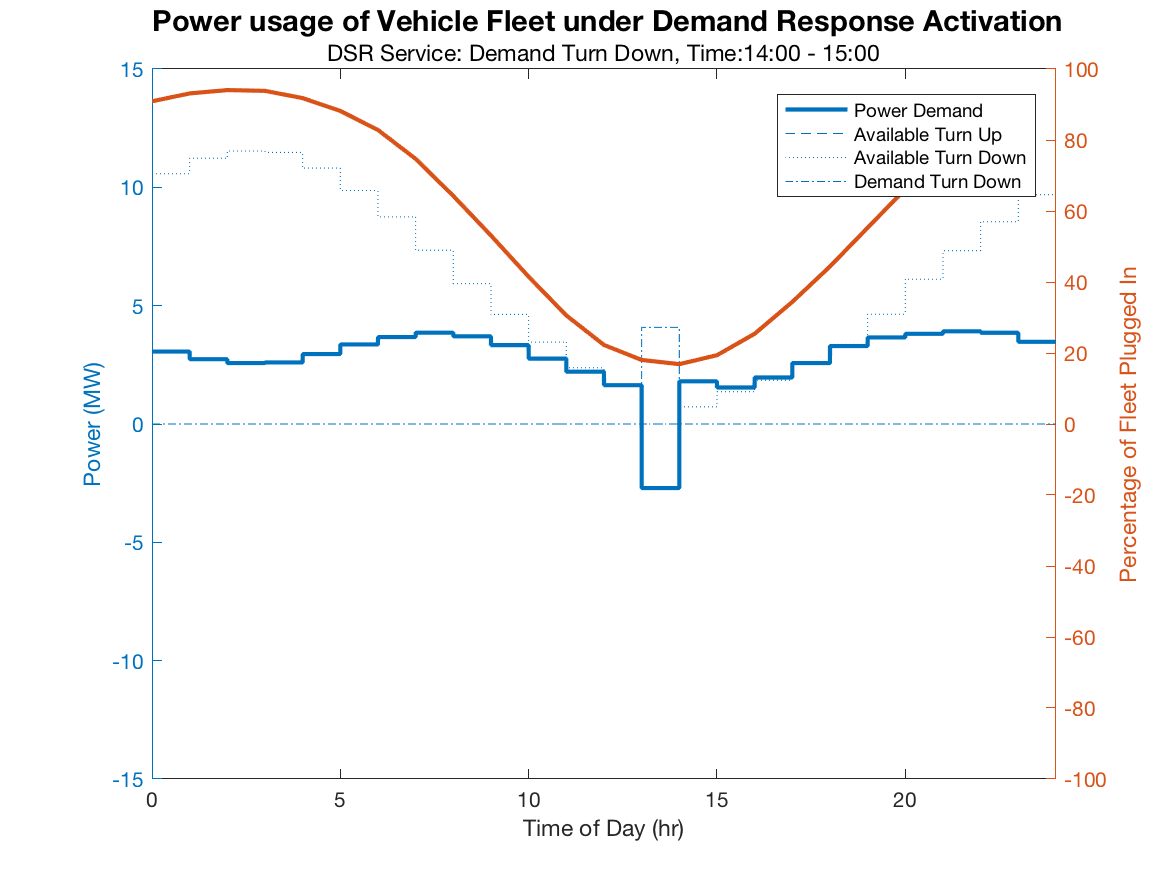 Power usage of Vehicle Fleet under Demand Response Activation
DSR Service: Demand Turn Down, Time:14:00 - 15:00
15
10
5
0
-5
-10
-15
Power (MW)
100
80
60
40
20
0
-20
-40
-60
-80
-100
Percentage of Fleet Plugged In
Power Demand
Available Turn Up
Available Turn Down
Demand Turn Down
0
5
10
15
20
Time of Day (hr)